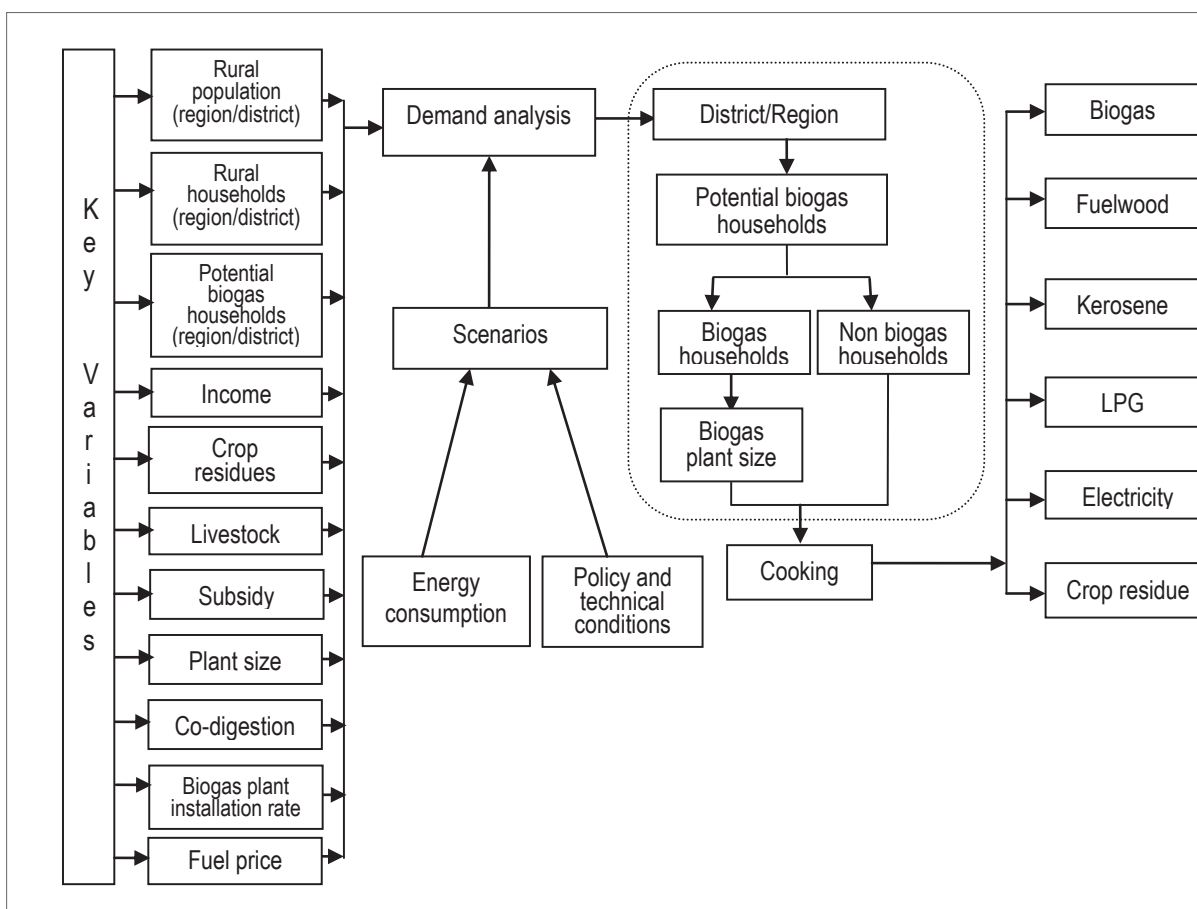 Key Variables
Rural
population
(region/district)
Rural
households
(region/district)
Potential
biogas
households
(region/district)
Income
Crop
residues
Livestock
Subsidy
Plant size
Co-digestion
Biogas plant
installation rate
Fuel price
Demand analysis
Scenarios
Energy
consumption
Policy and
technical
conditions
District/Region
Potential biogas
households
Biogas
households
Non biogas
households
Biogas
plant size
Cooking
Biogas
Fuelwood
Kerosene
LPG
Electricity
Crop residue